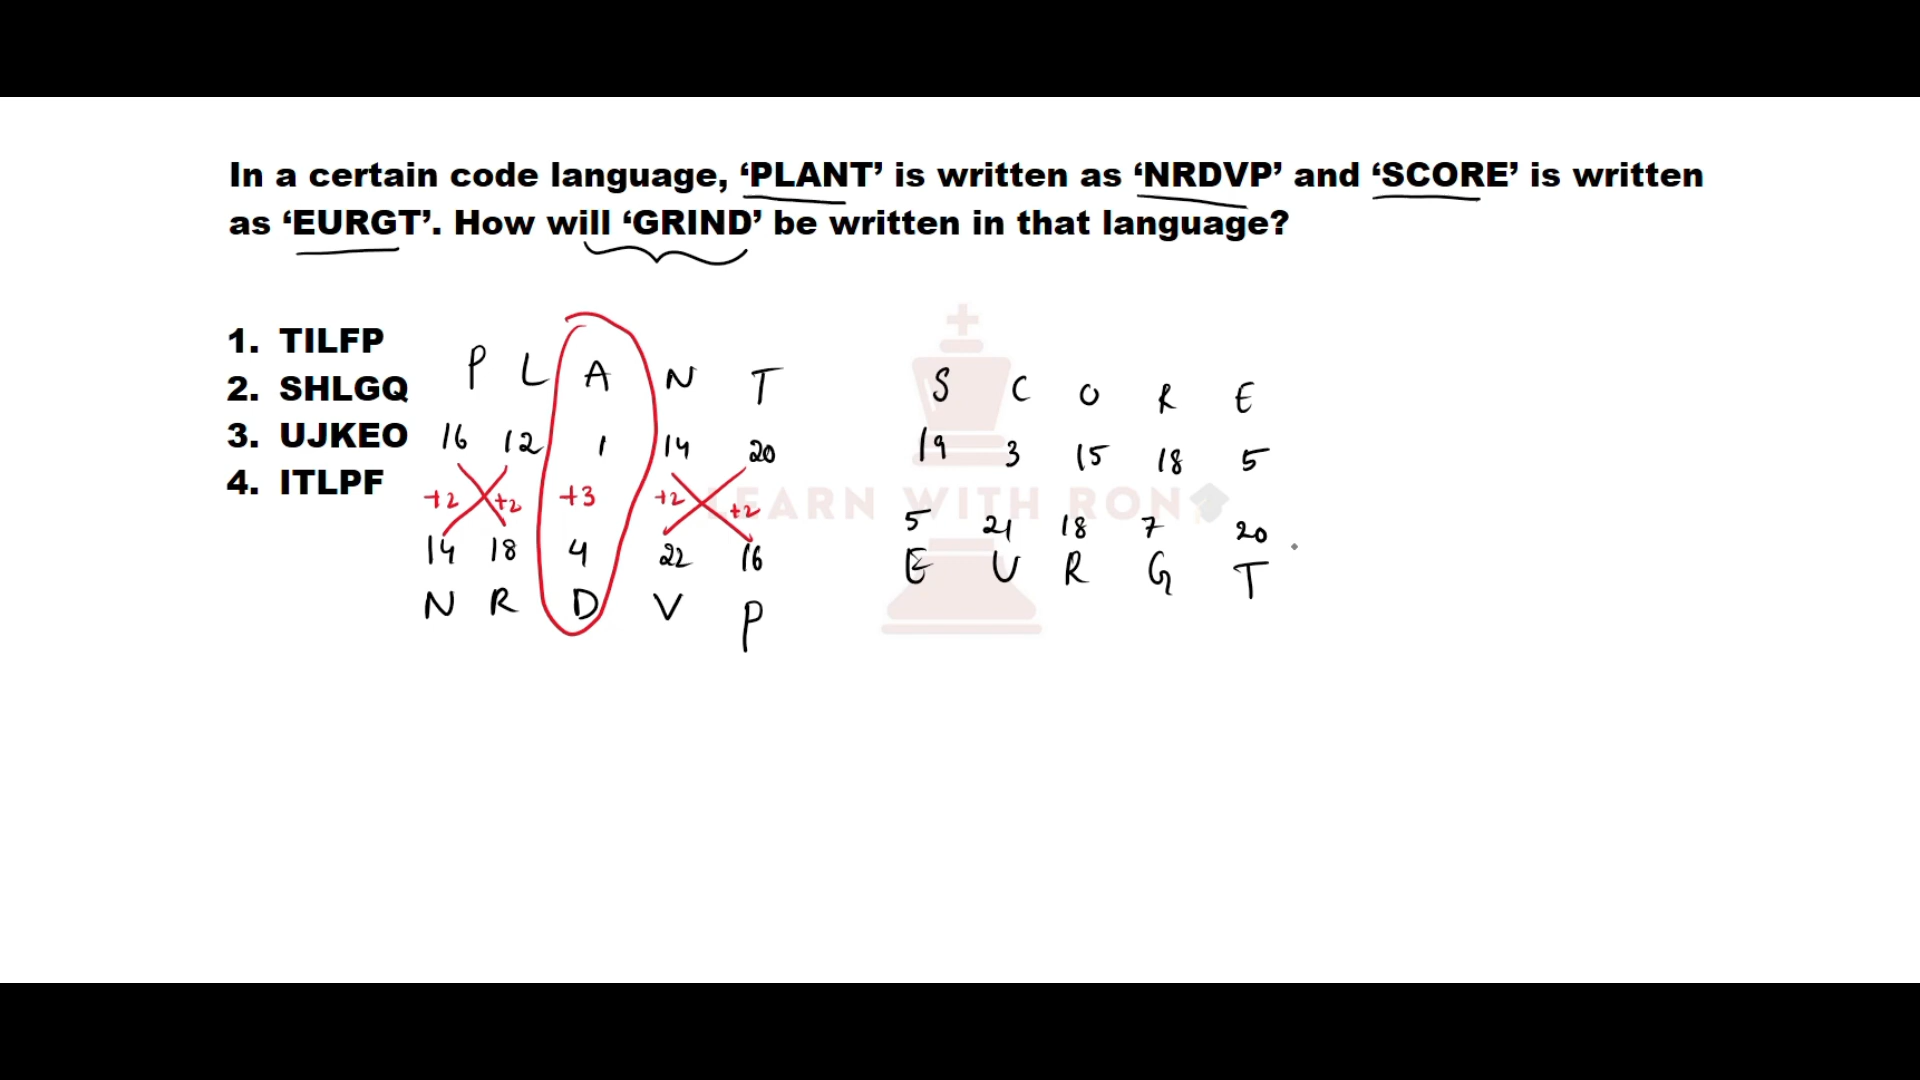 In a certain code language, ‘PLANT’ is written as ‘NRDVP’ and ‘SCORE’ is written
as ‘EURGT’. How will ‘GRIND’ be written in that language?
1. TILFP
2. SHLGQ
3. UJKEO
4. ITLPF
P L A N T
16 12 1 14 20
+2 +2 +3 +2 +2
14 18 4 22 16
N R D V P
S C O R E
19 3 15 18 5
5 21 18 7 20
E U R G T
LEARN WITH RON